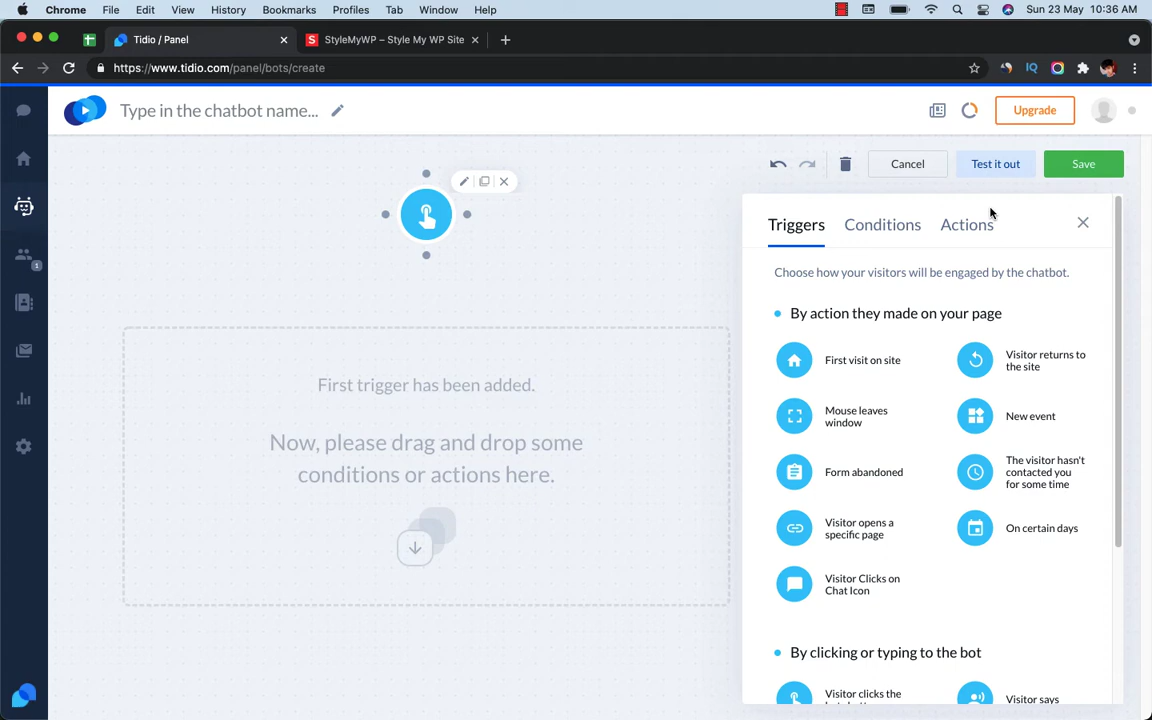 Chrome File Edit View History Bookmarks Profiles Tab Window Help Sun 23 May 10:36 AM
Tidio / Panel StyleMyWP – Style My WP Site
https://www.tidio.com/panel/bots/create
Type in the chatbot name... Upgrade
Cancel Test it out Save
Triggers Conditions Actions
Choose how your visitors will be engaged by the chatbot.
By action they made on your page
First visit on site
Visitor returns to
the site
Mouse leaves
window
New event
Form abandoned
The visitor hasn't
contacted you
for some time
Visitor opens a
specific page
On certain days
Visitor Clicks on
Chat Icon
By clicking or typing to the bot
Visitor clicks the
Visitor says
First trigger has been added.
Now, please drag and drop some
conditions or actions here.
1
IQ